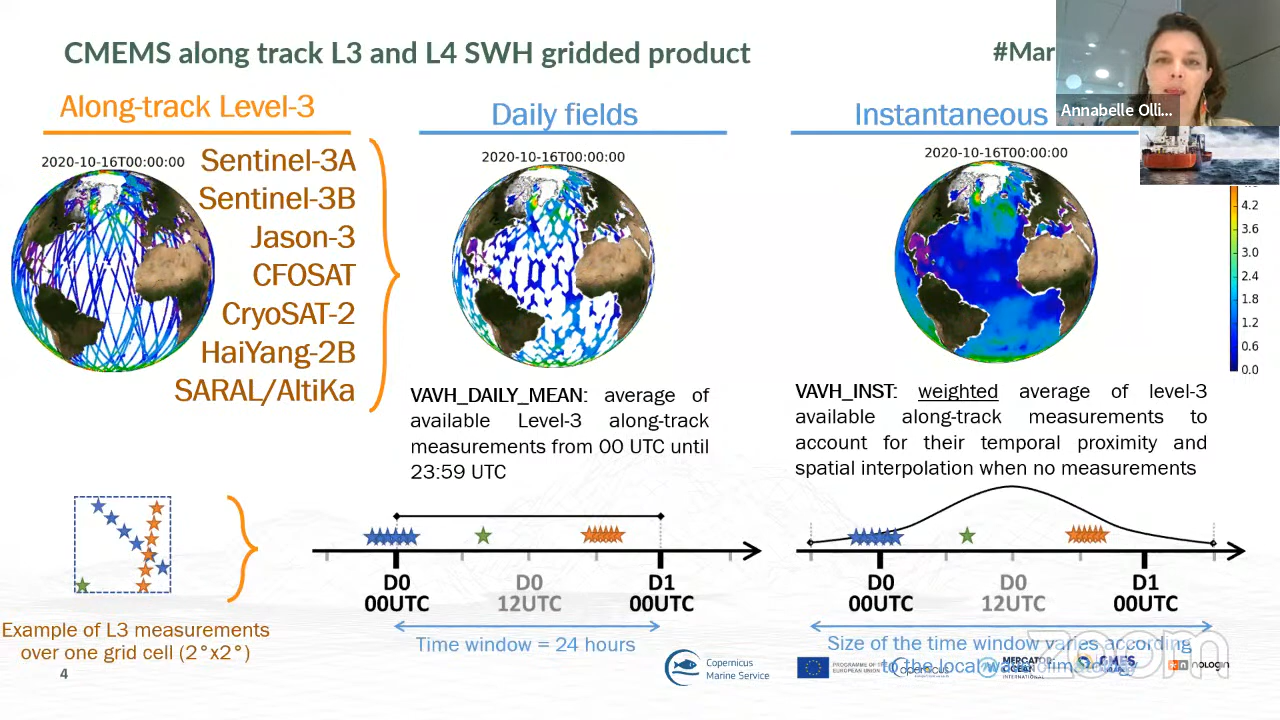 CMEMS along track L3 and L4 SWH gridded product
#Mar
Annabelle Olli...
Along-track Level-3
2020-10-16T00:00:00
Sentinel-3A
Sentinel-3B
Jason-3
CFOSAT
CryoSAT-2
HaiYang-2B
SARAL/AltiKa
Daily fields
2020-10-16T00:00:00
VAVH_DAILY_MEAN: average of
available Level-3 along-track
measurements from 00 UTC until
23:59 UTC
Instantaneous
2020-10-16T00:00:00
4.2
3.6
3.0
2.4
1.8
1.2
0.6
0.0
VAVH_INST: weighted average of level-3
available along-track measurements to
account for their temporal proximity and
spatial interpolation when no measurements
Example of L3 measurements
over one grid cell (2°x2°)
D0
00UTC
D0
12UTC
D1
00UTC
Time window = 24 hours
D0
00UTC
D0
12UTC
D1
00UTC
Size of the time window varies according
to the local
4
Copernicus
Marine Service
PROGRAMME OF THE
EUROPEAN UNION
MERCATOR
OCEAN
INTERNATIONAL
nologin
zoom